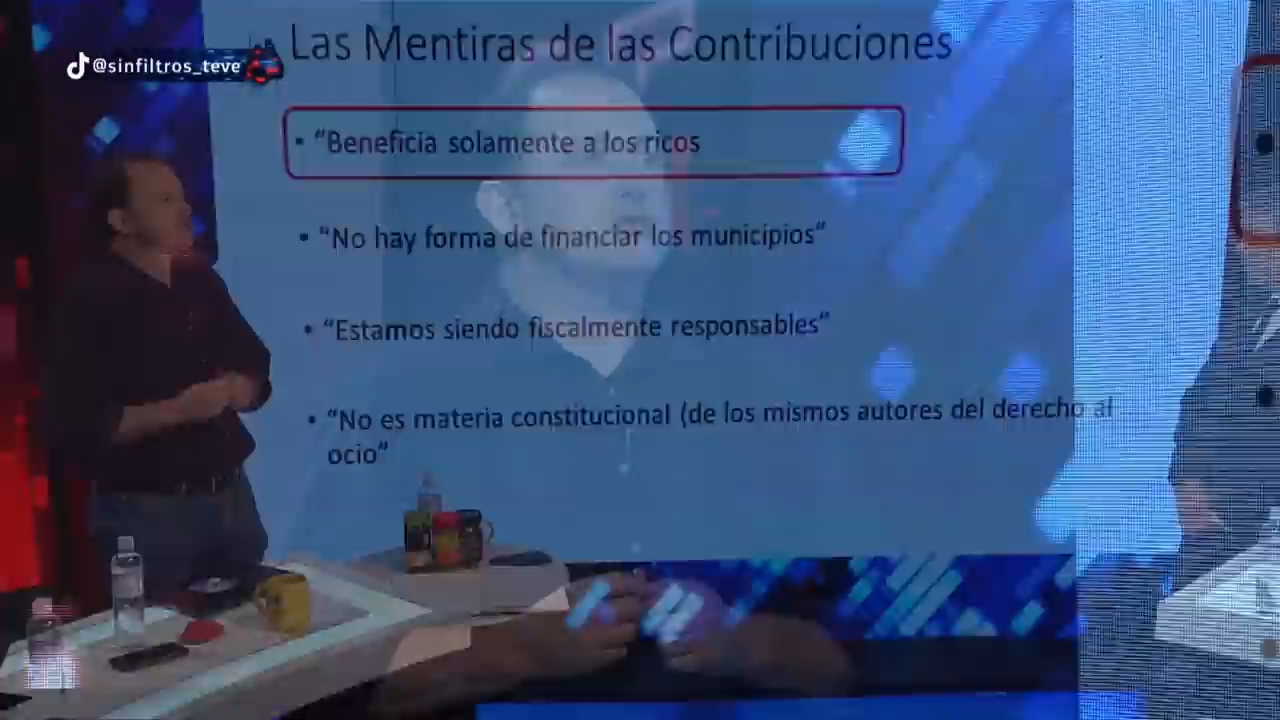 @sinfiltros_teve
Las Mentiras de las Contribuciones
• “Beneficia solamente a los ricos
• “No hay forma de financiar los municipios”
• “Estamos siendo fiscalmente responsables”
• “No es materia constitucional (de los mismos autores del derecho al
ocio”